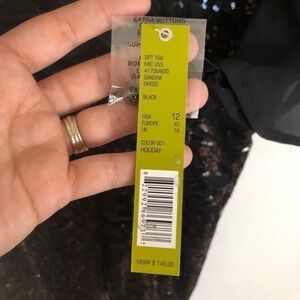 EXTRA BUTTONS
OPT 160
MIC 355
4170M600
SANDRA
DRESS
BLACK
USA 12
EUROPE 42
UK 16
COLOR 001
HOLIDAY
MSRP $ 149.00